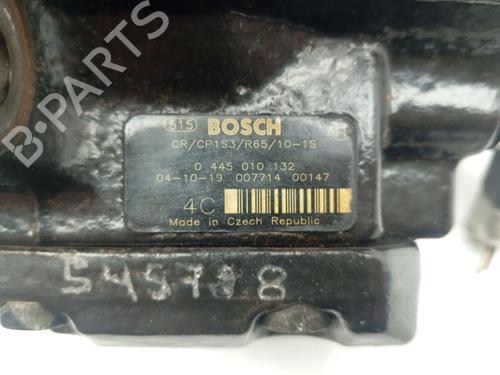 B-PARTS
515 BOSCH
CR/CP1S3/R65/10-1S
0 445 010 132
04-10-19 007714 00147
4C
Made in Czech Republic
545708